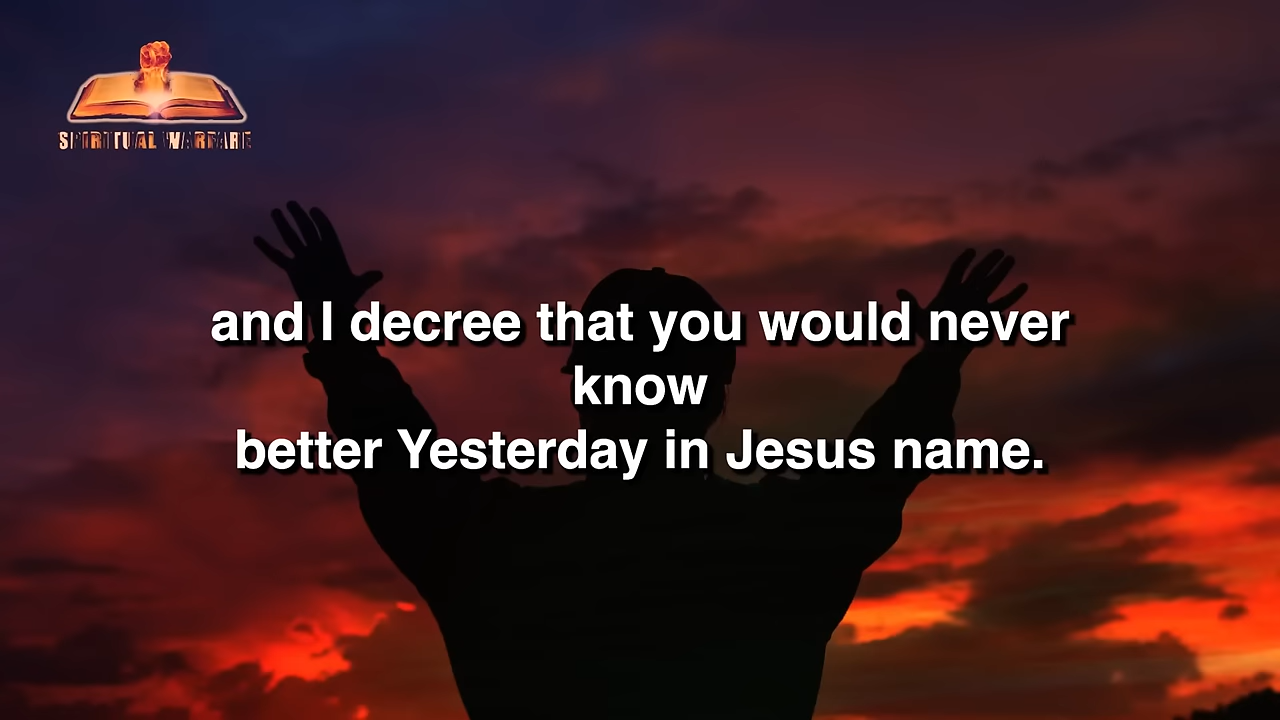 SPIRITUAL WARFARE
and I decree that you would never
know
better Yesterday in Jesus name.